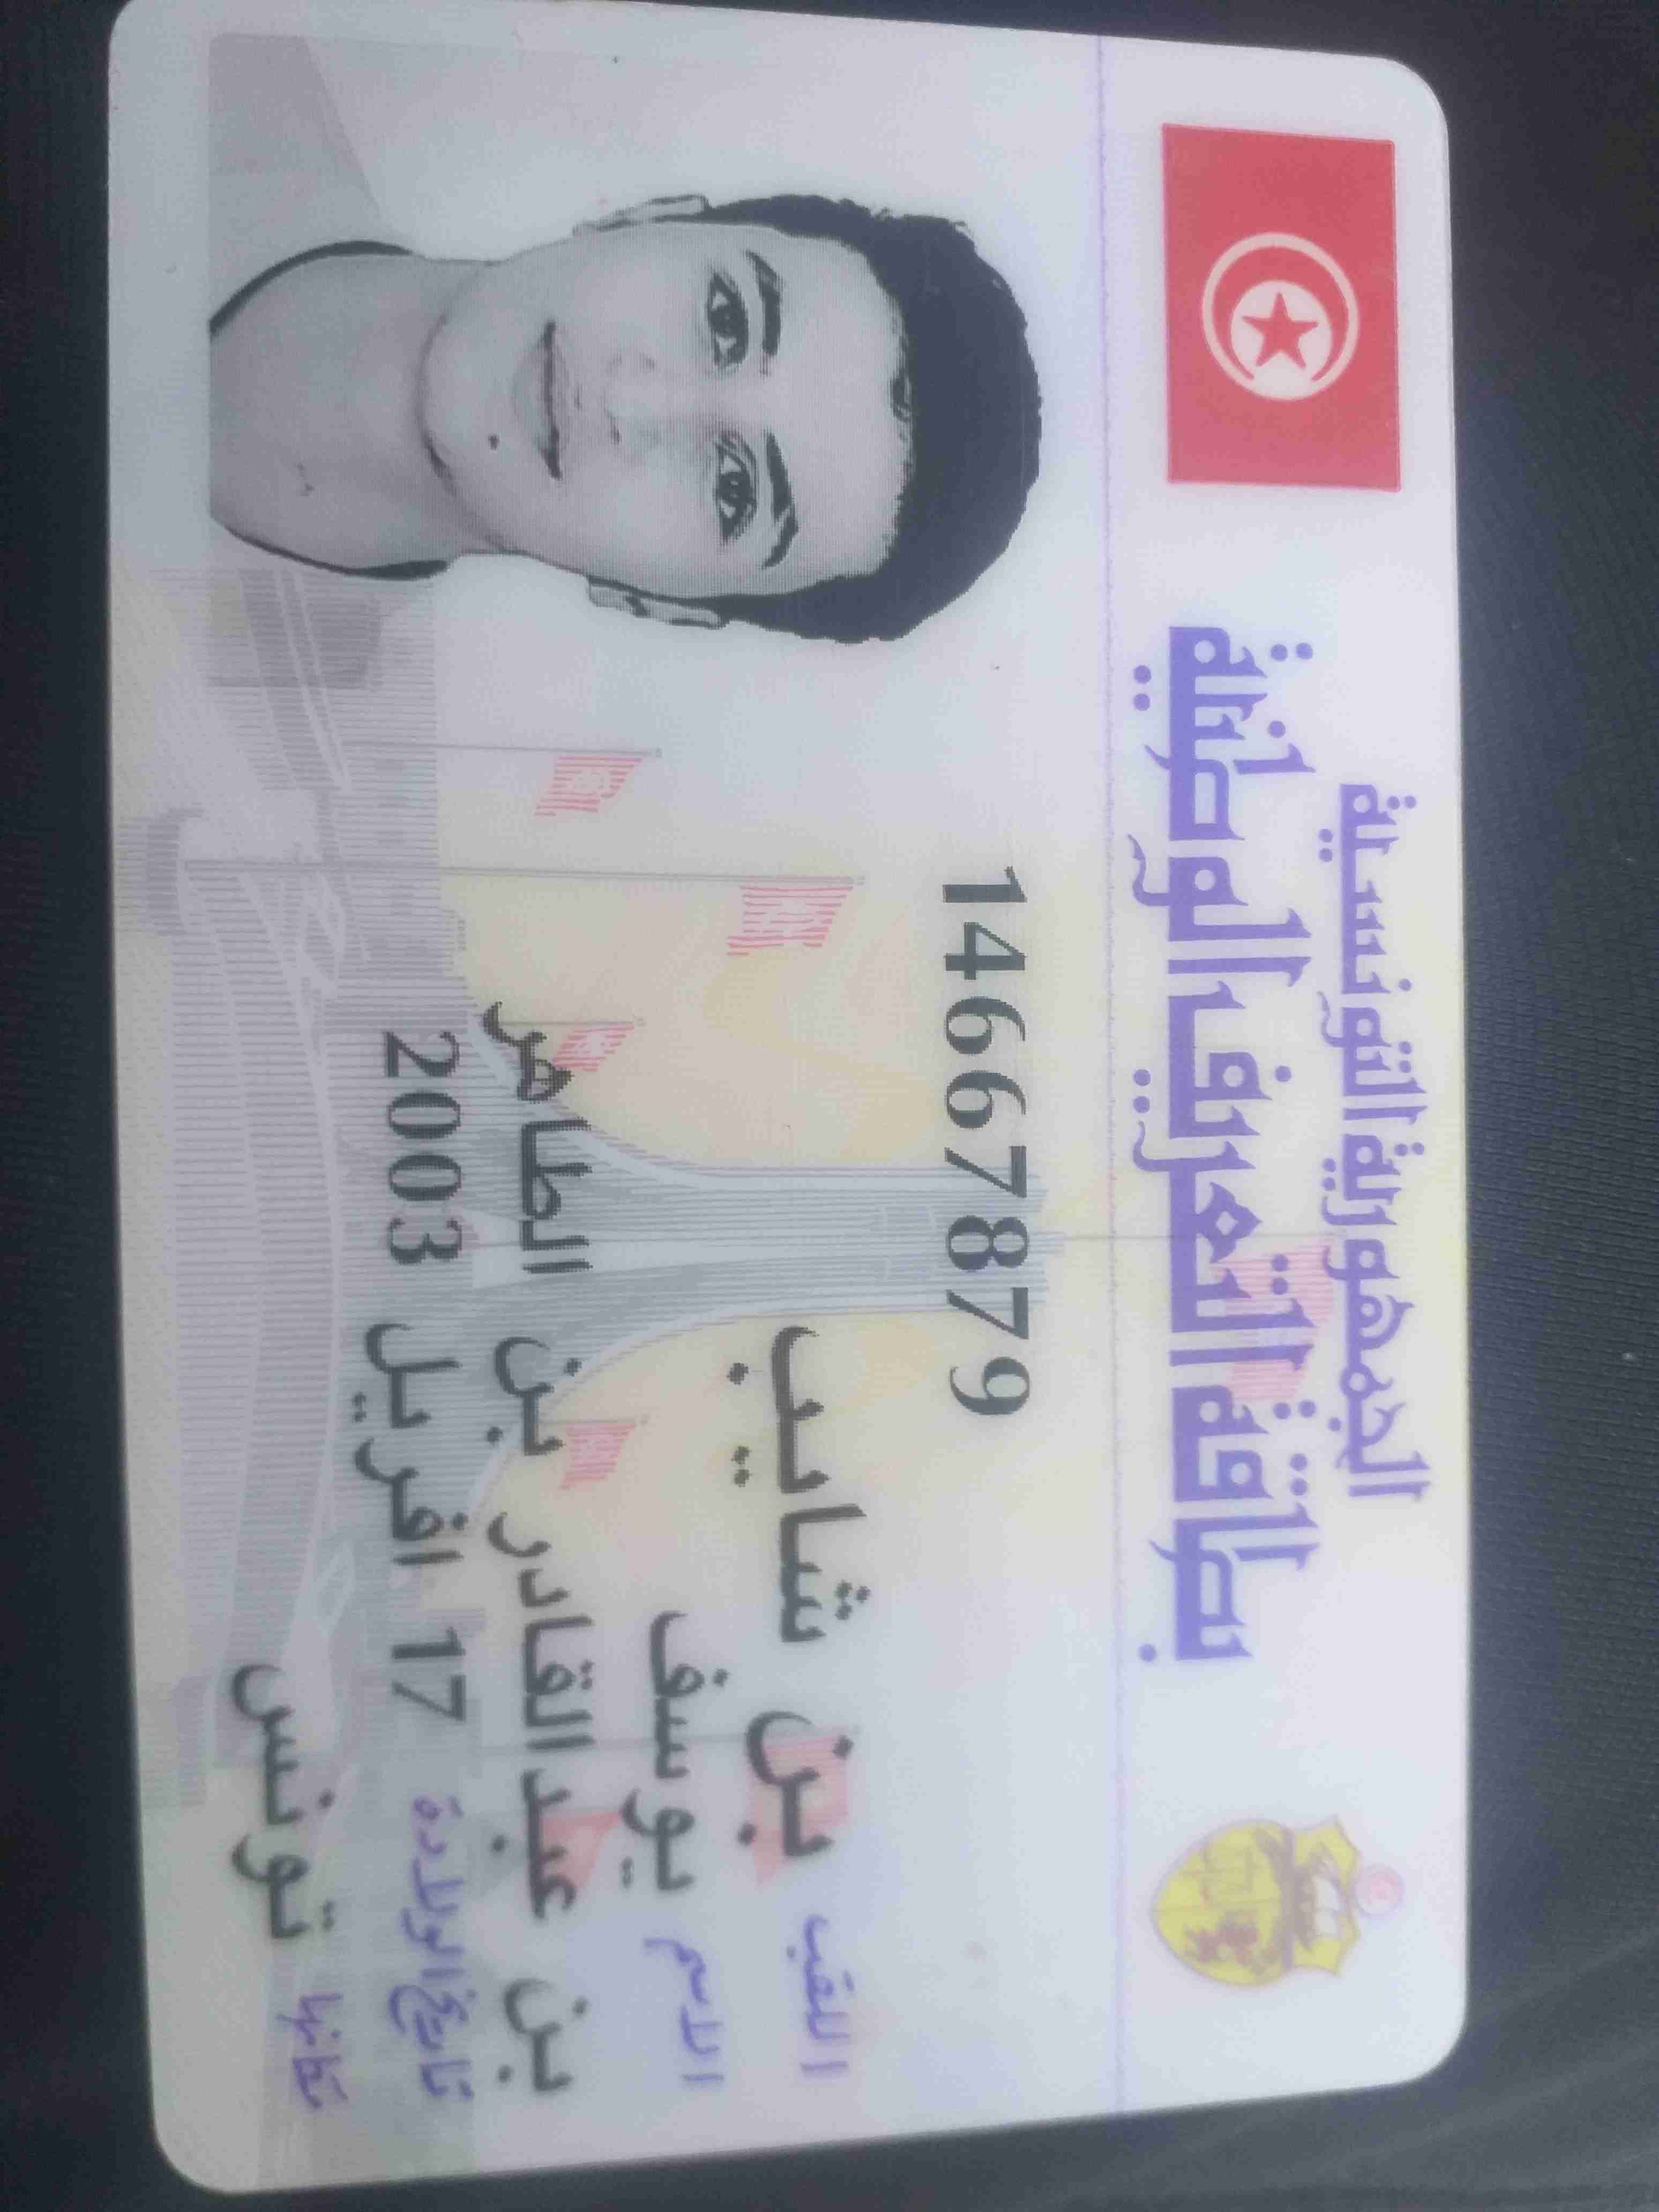 الجمهورية التونسية
بطاقة التعريف الوطنية
14667879
اللقب بن شايب
الاسم يوسف
بن عبد القادر بن الطاهر
تاريخ الولادة 17 افريل 2003
مكانها تونس